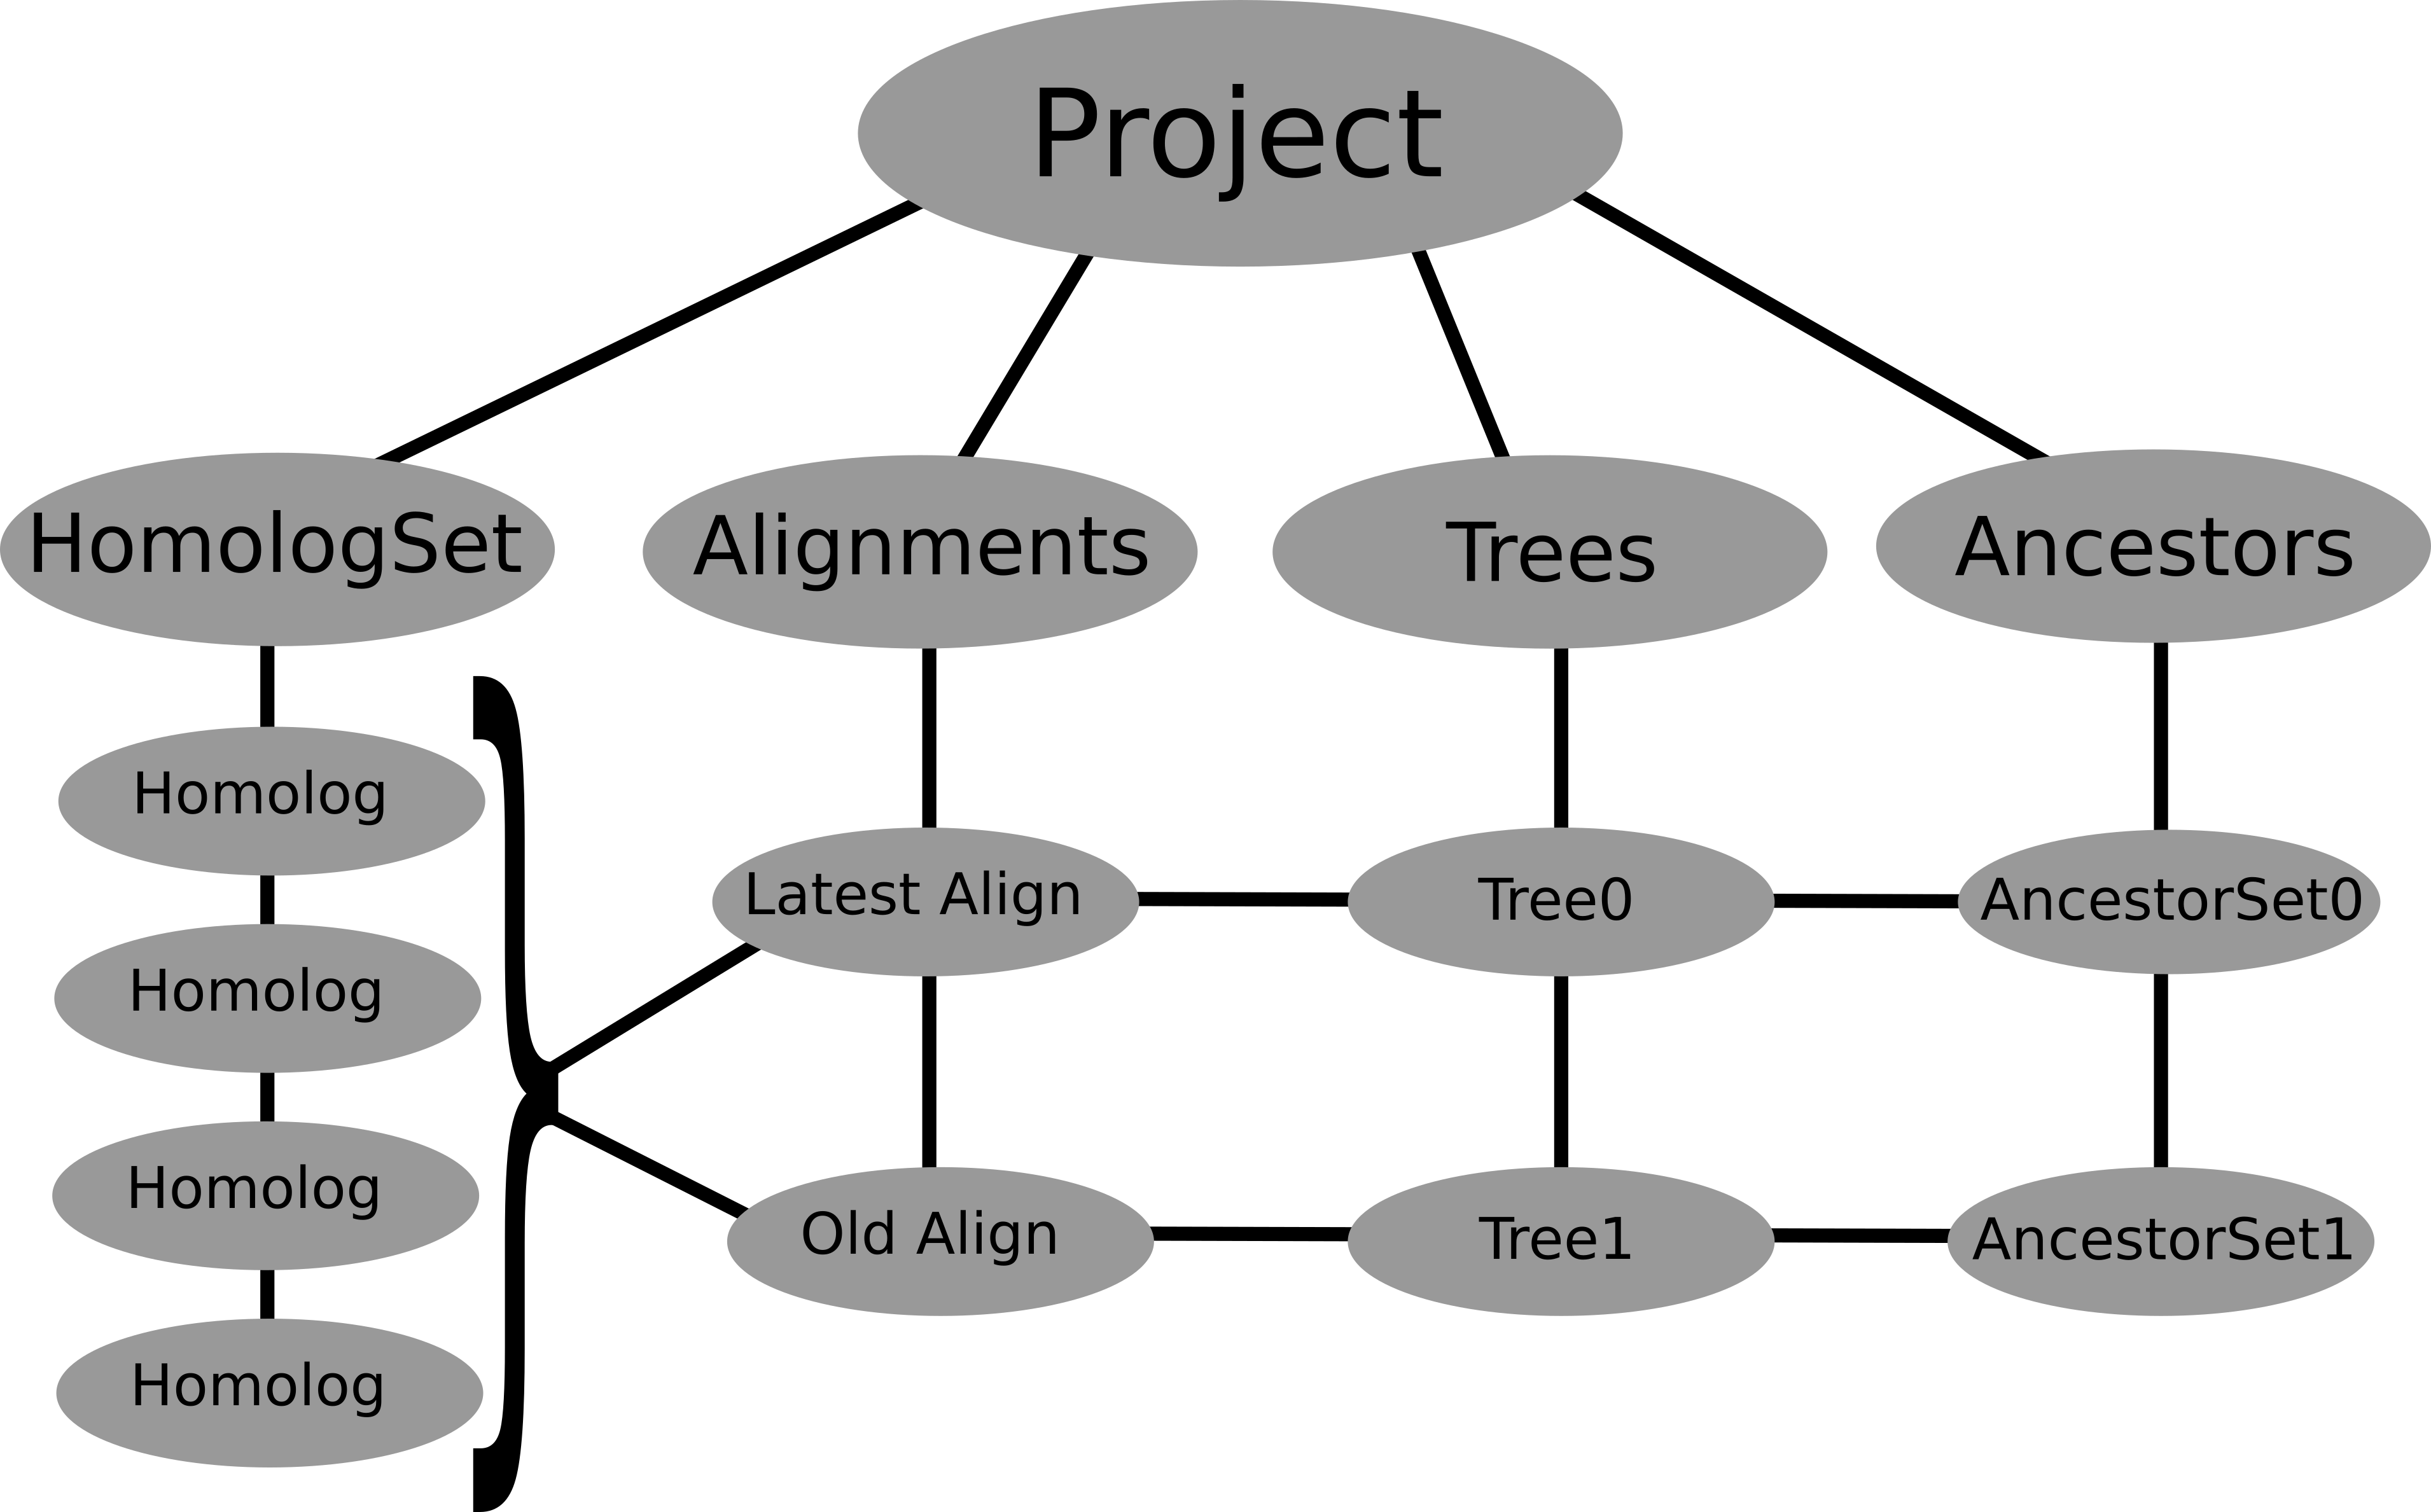 Project
HomologSet
Alignments
Trees
Ancestors
Homolog
Homolog
Homolog
Homolog
Latest Align
Tree0
AncestorSet0
Old Align
Tree1
AncestorSet1